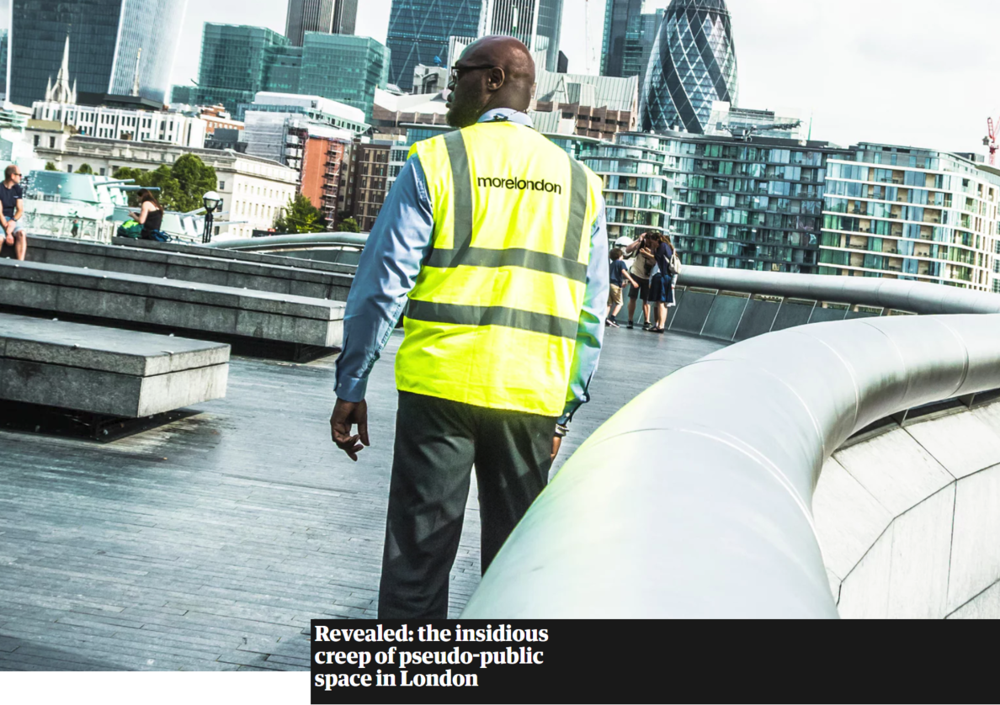 morelondon
Revealed: the insidious
creep of pseudo-public
space in London